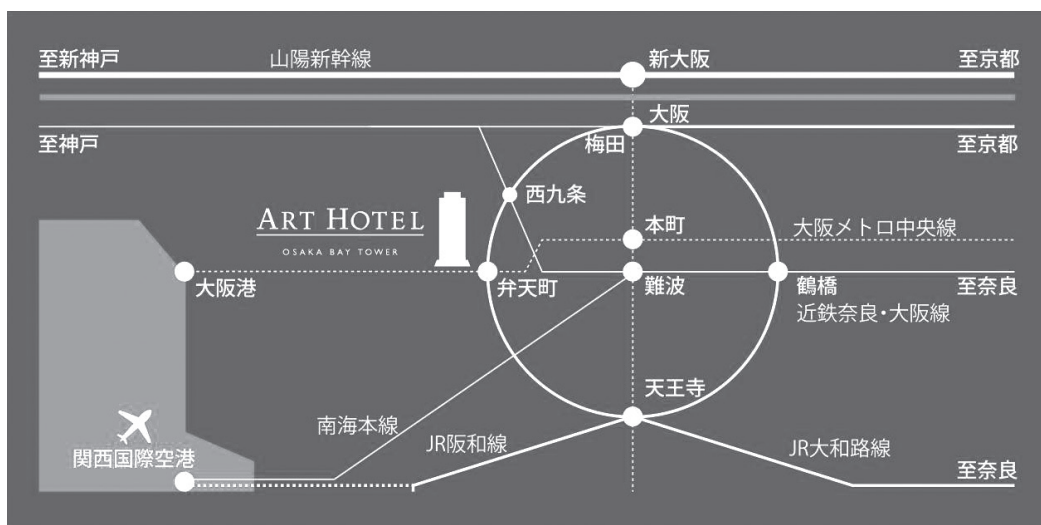 至新神戸
山陽新幹線
新大阪
至京都
大阪
至神戸
梅田
至京都
西九条
ART HOTEL
OSAKA BAY TOWER
本町
大阪メトロ中央線
大阪港
弁天町
難波
鶴橋
至奈良
近鉄奈良・大阪線
天王寺
南海本線
JR阪和線
JR大和路線
関西国際空港
至奈良